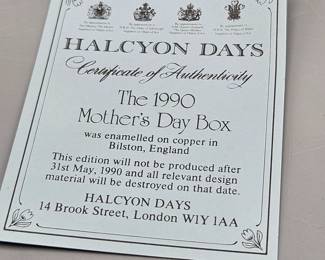 HALCYON DAYS
Certificate of Authenticity
The 1990
Mother's Day Box
was enamelled on copper in
Bilston, England
This edition will not be produced after
31st May, 1990 and all relevant design
material will be destroyed on that date.
HALCYON DAYS
14 Brook Street, London W1Y 1AA